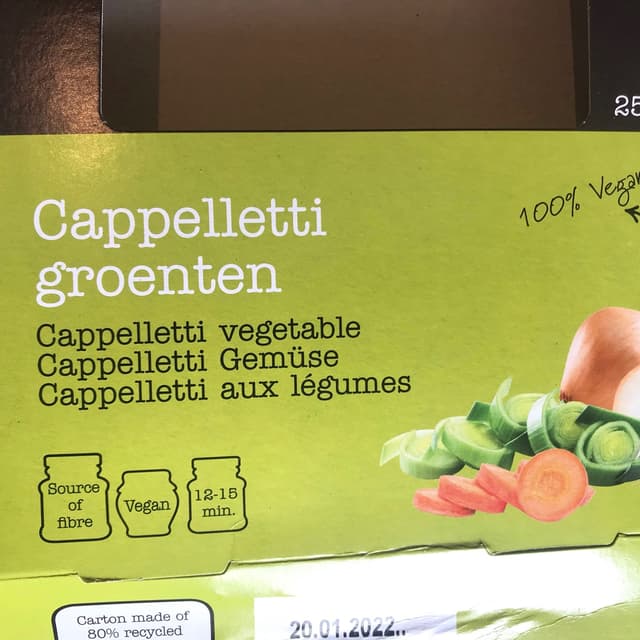 25
100% Vegan
Cappelletti
groenten
Cappelletti vegetable
Cappelletti Gemüse
Cappelletti aux légumes
Source
of
fibre
Vegan
12-15
min.
Carton made of
80% recycled
20.01.2022..